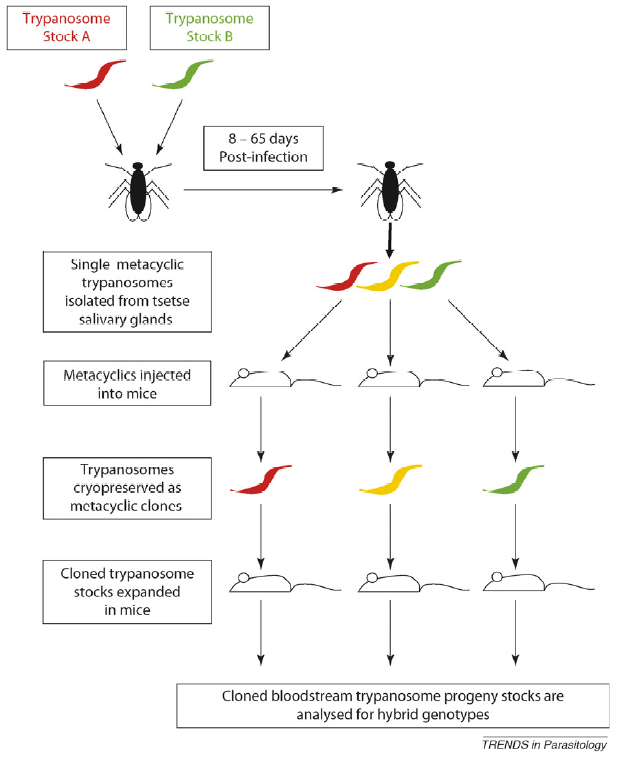 Trypanosome
Stock A
Trypanosome
Stock B
8 – 65 days
Post-infection
Single metacyclic
trypanosomes
isolated from tsetse
salivary glands
Metacyclics injected
into mice
Trypanosomes
cryopreserved as
metacyclic clones
Cloned trypanosome
stocks expanded
in mice
Cloned bloodstream trypanosome progeny stocks are
analysed for hybrid genotypes
TRENDS in Parasitology